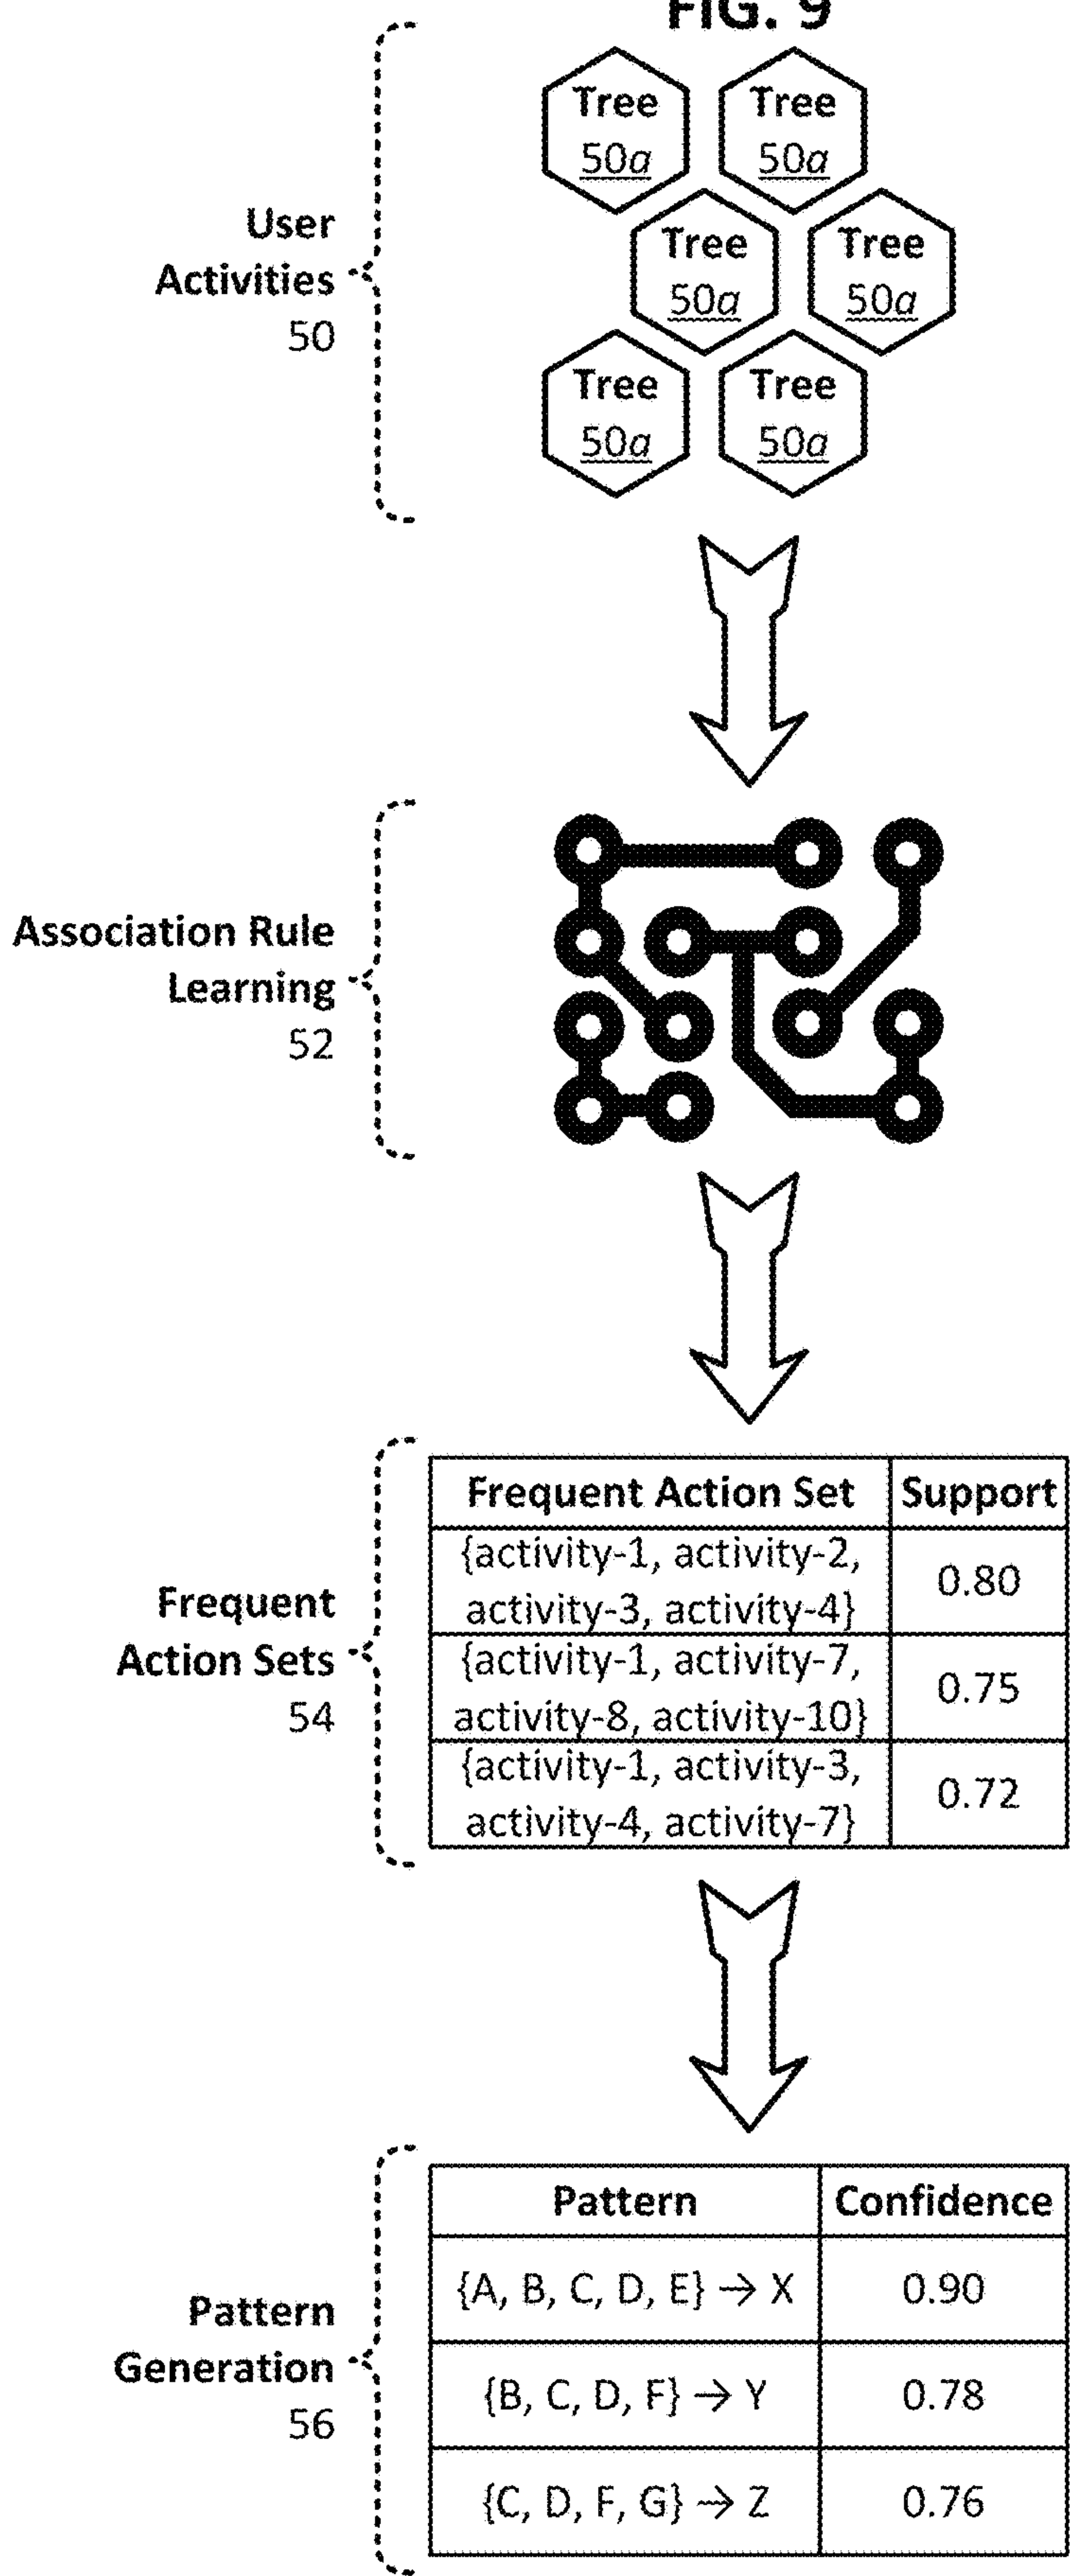 FIG. 9
Tree Tree
50a 50a
User
Activities
50
Tree Tree
50a 50a
Tree Tree
50a 50a
Association Rule
Learning
52
Frequent
Action Sets
54
Frequent Action Set Support
{activity-1, activity-2,
activity-3, activity-4} 0.80
{activity-1, activity-7,
activity-8, activity-10} 0.75
{activity-1, activity-3,
activity-4, activity-7} 0.72
Pattern
Generation
56
Pattern Confidence
{A, B, C, D, E} → X 0.90
{B, C, D, F} → Y 0.78
{C, D, F, G} → Z 0.76